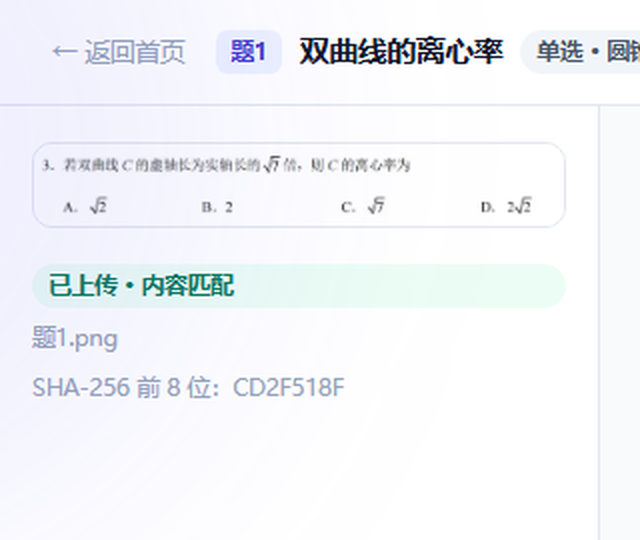 ← 返回首页 题1 双曲线的离心率 单选·圆
3. 若双曲线 C 的虚轴长为实轴长的 √7 倍，则 C 的离心率为
A. √2 B. 2 C. √7 D. 2√2
已上传·内容匹配
题1.png
SHA-256 前 8 位：CD2F518F